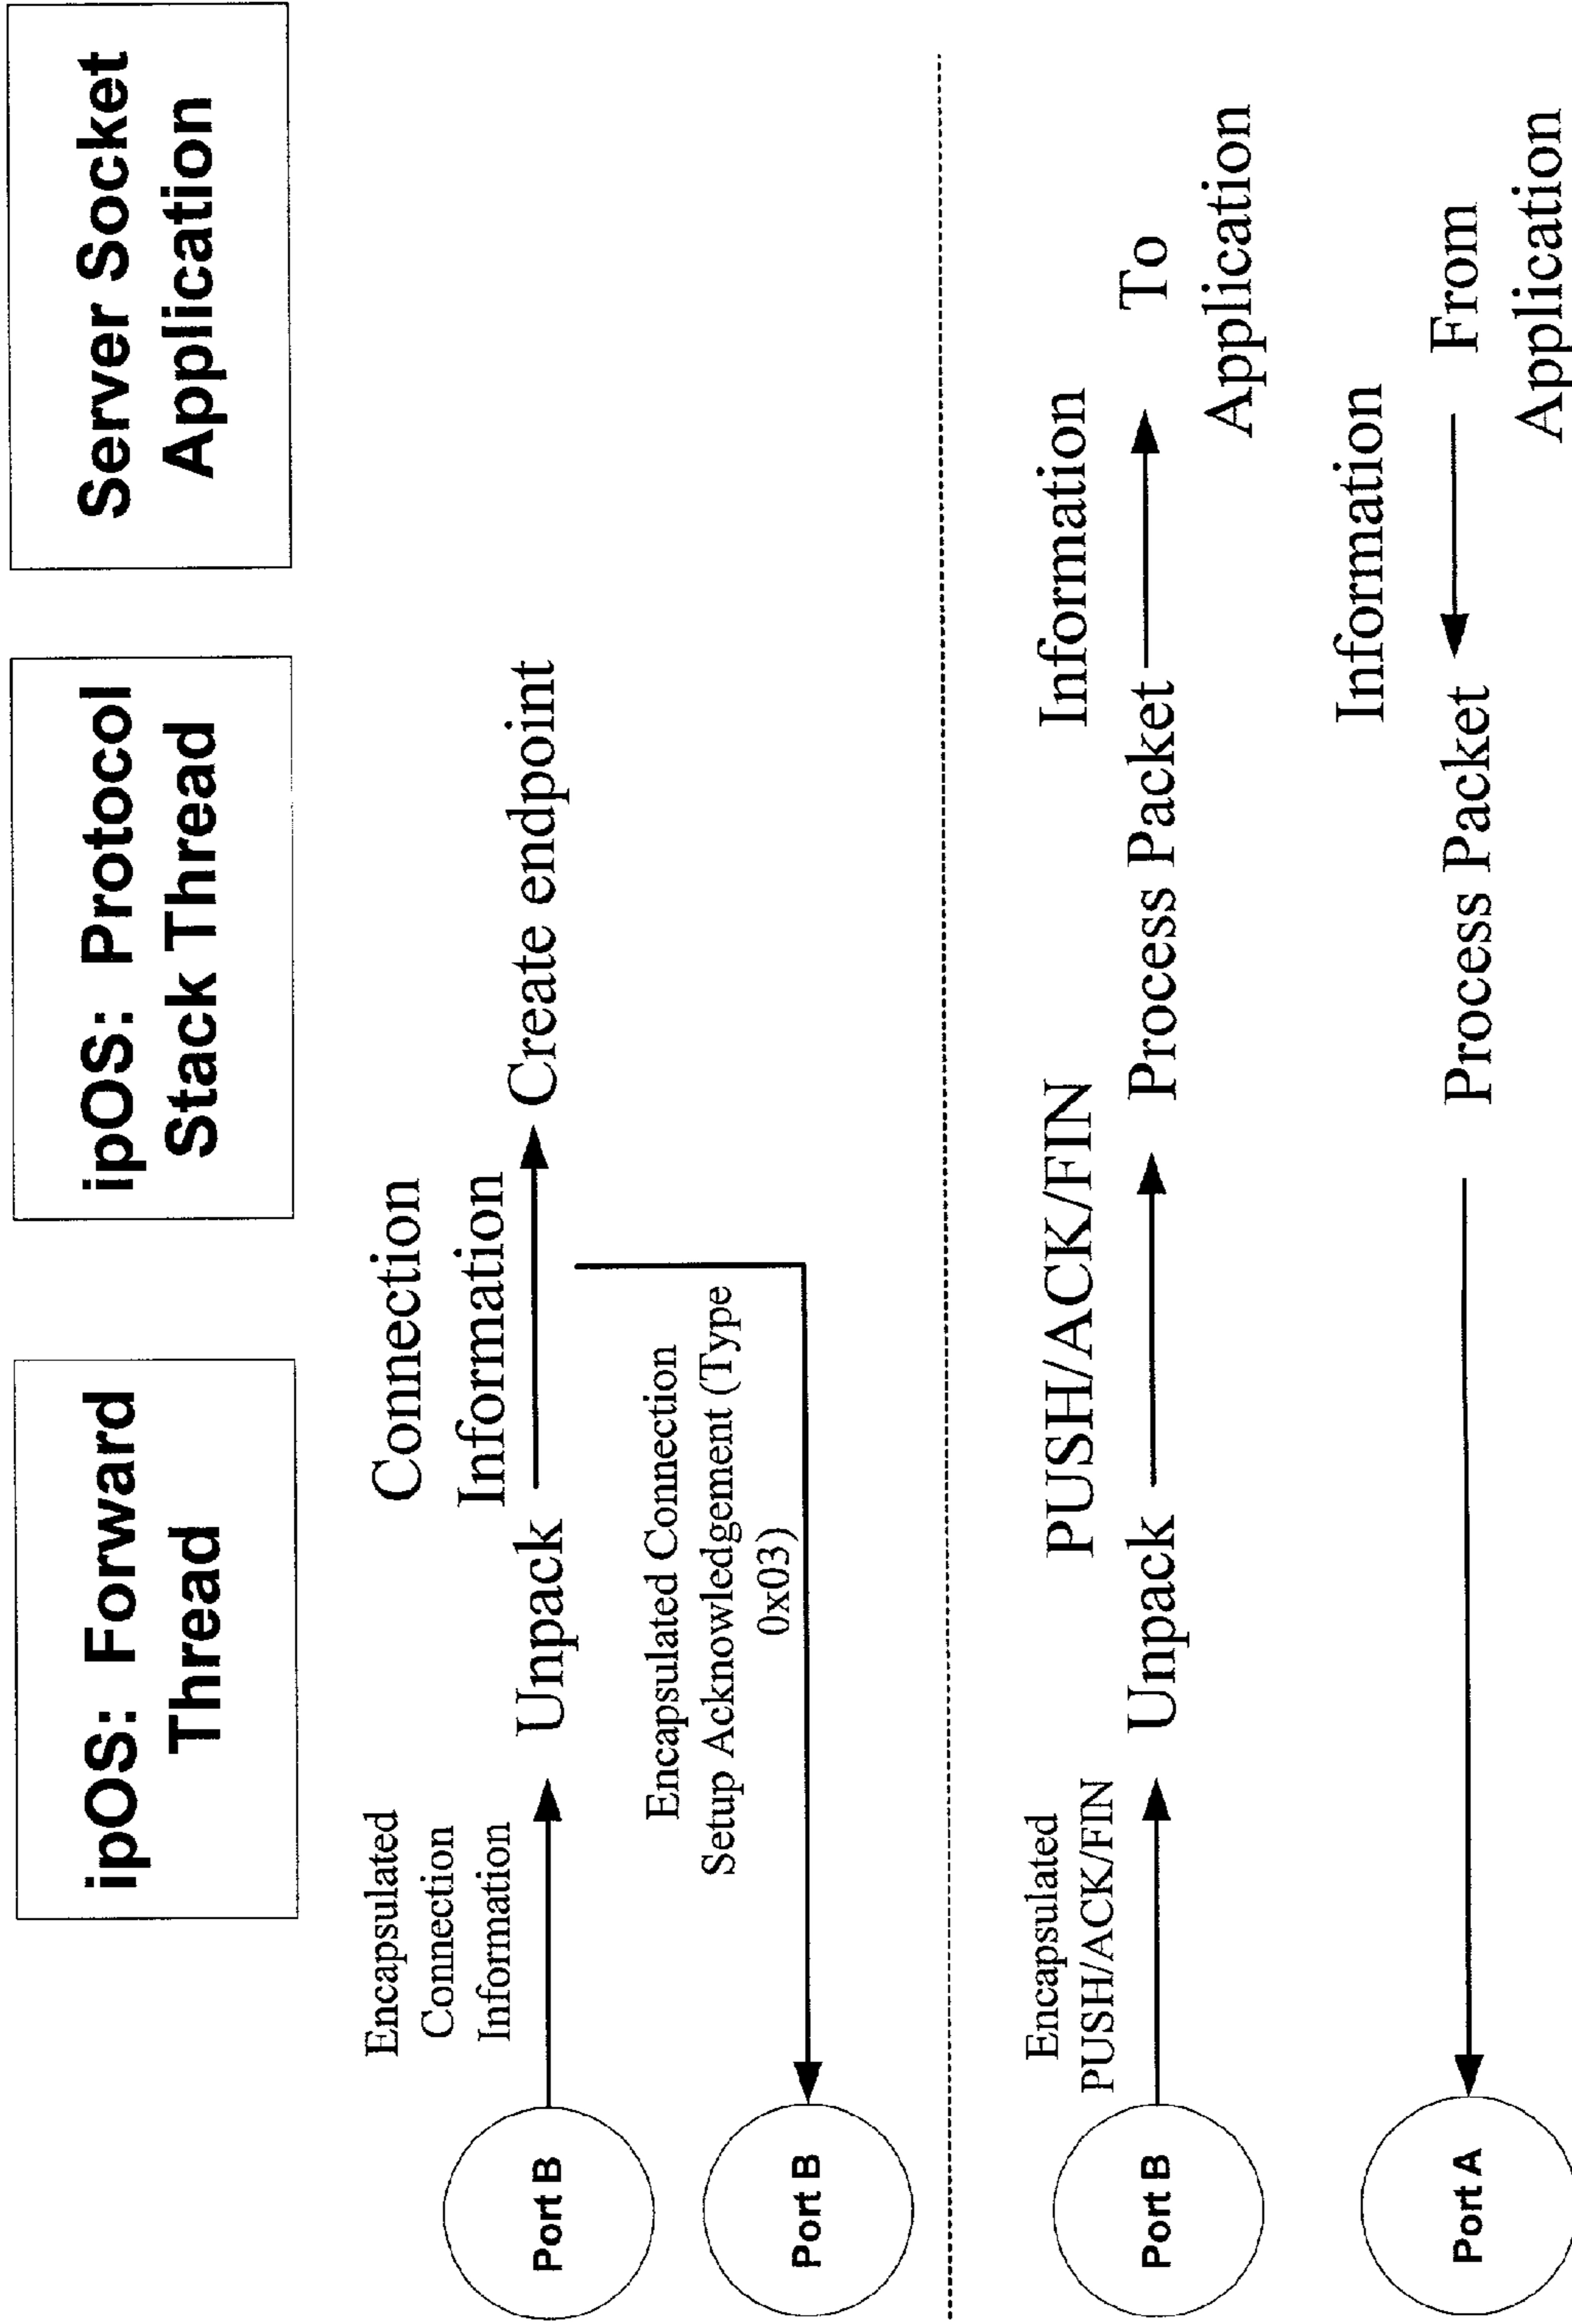 ipOS: Forward
Thread
ipOS: Protocol
Stack Thread
Server Socket
Application
Encapsulated
Connection
Information
Connection
Information
Port B
Unpack
Create endpoint
Encapsulated Connection
Setup Acknowledgement (Type
0x03)
Port B
Encapsulated
PUSH/ACK/FIN
PUSH/ACK/FIN
Information
Port B
Unpack
Process Packet
To
Application
Information
Port A
Process Packet
From
Application